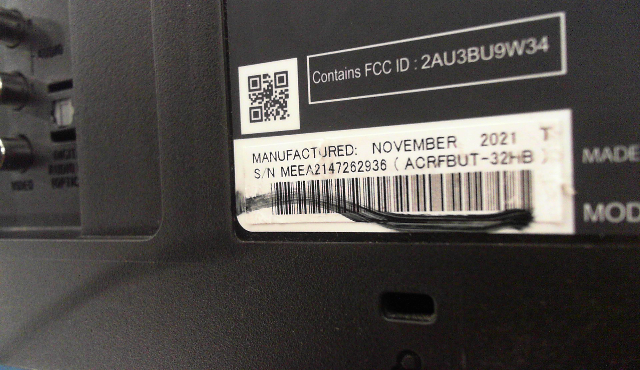 Contains FCC ID : 2AU3BU9W34
MANUFACTURED: NOVEMBER 2021 T
S/N MEEA2147262936 ( ACRFBUT-32HB )
MADE
MOD
VIDEO